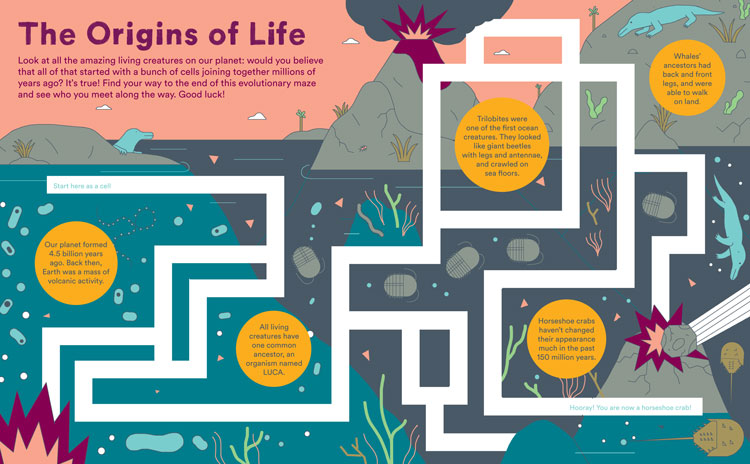 The Origins of Life
Look at all the amazing living creatures on our planet: would you believe
that all of that started with a bunch of cells joining together millions of
years ago? It's true! Find your way to the end of this evolutionary maze
and see who you meet along the way. Good luck!
Whales'
ancestors had
back and front
legs, and were
able to walk
on land.
Trilobites were
one of the first ocean
creatures. They looked
like giant beetles
with legs and antennae,
and crawled on
sea floors.
Start here as a cell
Our planet formed
4.5 billion years
ago. Back then,
Earth was a mass of
volcanic activity.
All living
creatures have
one common
ancestor, an
organism named
LUCA.
Horseshoe crabs
haven't changed
their appearance
much in the past
150 million years.
Hooray! You are now a horseshoe crab!